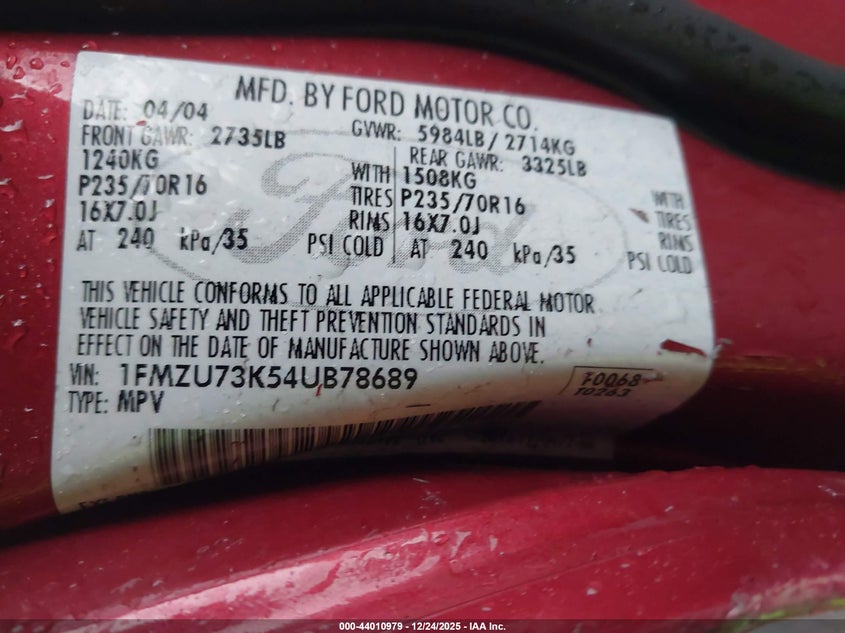 MFD. BY FORD MOTOR CO.
DATE: 04/04 GVWR: 5984LB/ 2714KG
FRONT GAWR: 2735LB REAR GAWR: 3325LB
1240KG WITH 1508KG WITH
P235/70R16 TIRES P235/70R16 TIRES
16X7.0J RIMS 16X7.0J RIMS
AT 240 kPa/35 PSI COLD AT 240 kPa/35 PSI COLD
THIS VEHICLE CONFORMS TO ALL APPLICABLE FEDERAL MOTOR
VEHICLE SAFETY AND THEFT PREVENTION STANDARDS IN
EFFECT ON THE DATE OF MANUFACTURE SHOWN ABOVE.
VIN: 1FMZU73K54UB78689 T0068
TYPE: MPV T0263
Ford
000-44010979 - 12/24/2025 - IAA Inc.